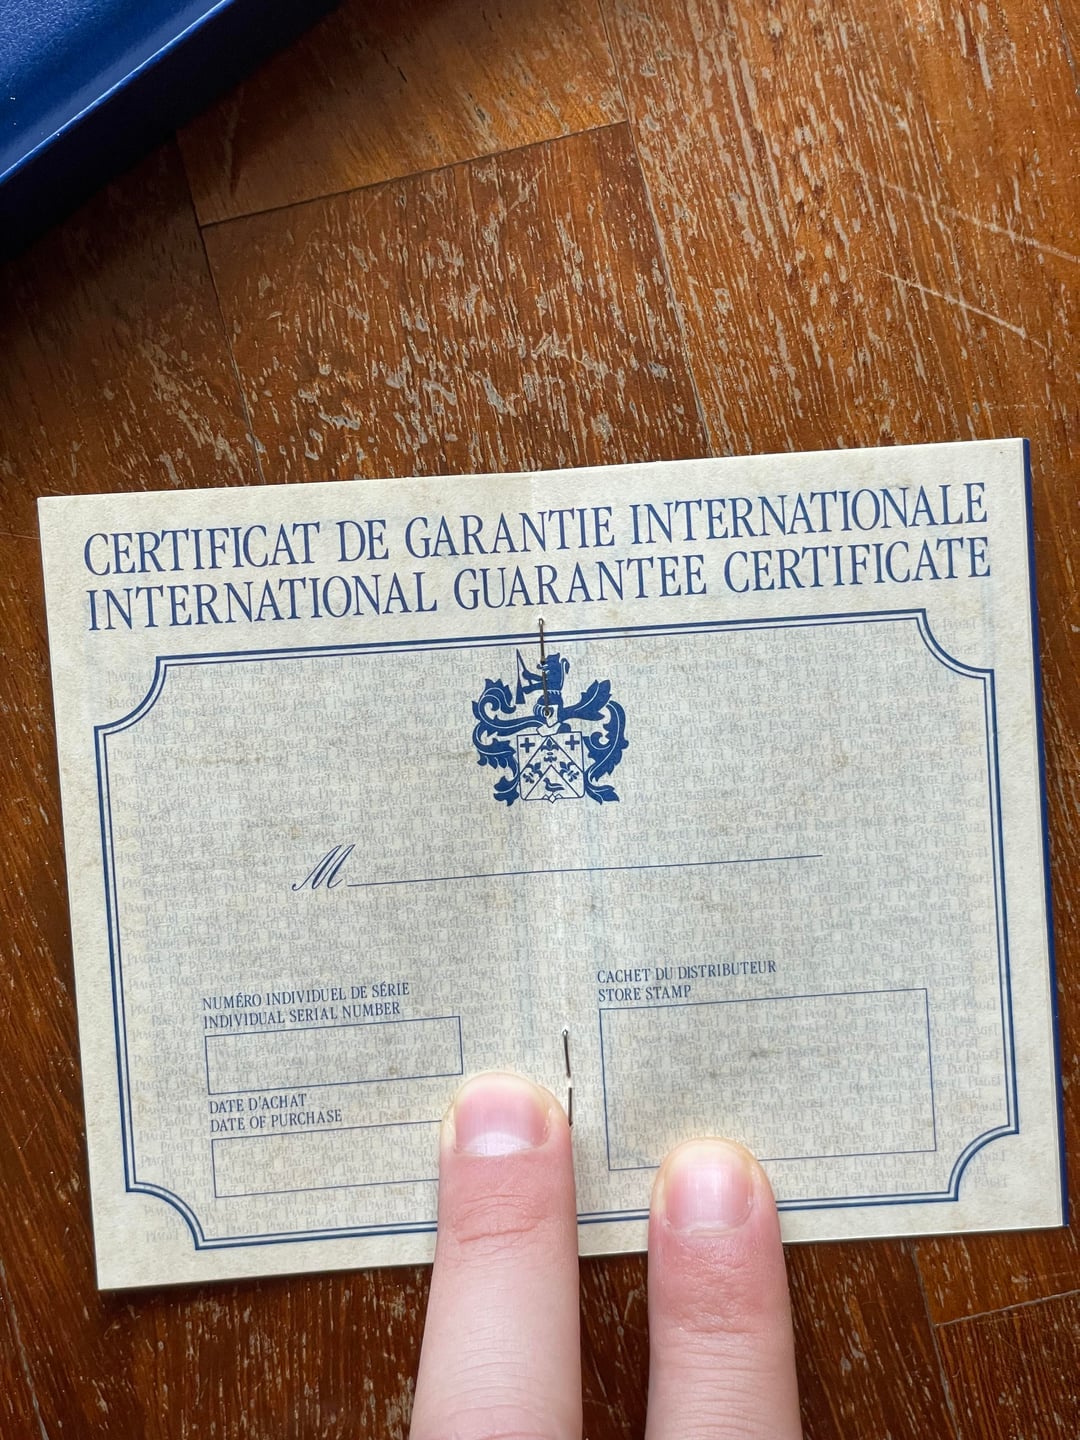 CERTIFICAT DE GARANTIE INTERNATIONALE
INTERNATIONAL GUARANTEE CERTIFICATE
M
NUMÉRO INDIVIDUEL DE SÉRIE
INDIVIDUAL SERIAL NUMBER
DATE D'ACHAT
DATE OF PURCHASE
CACHET DU DISTRIBUTEUR
STORE STAMP
PIAGET